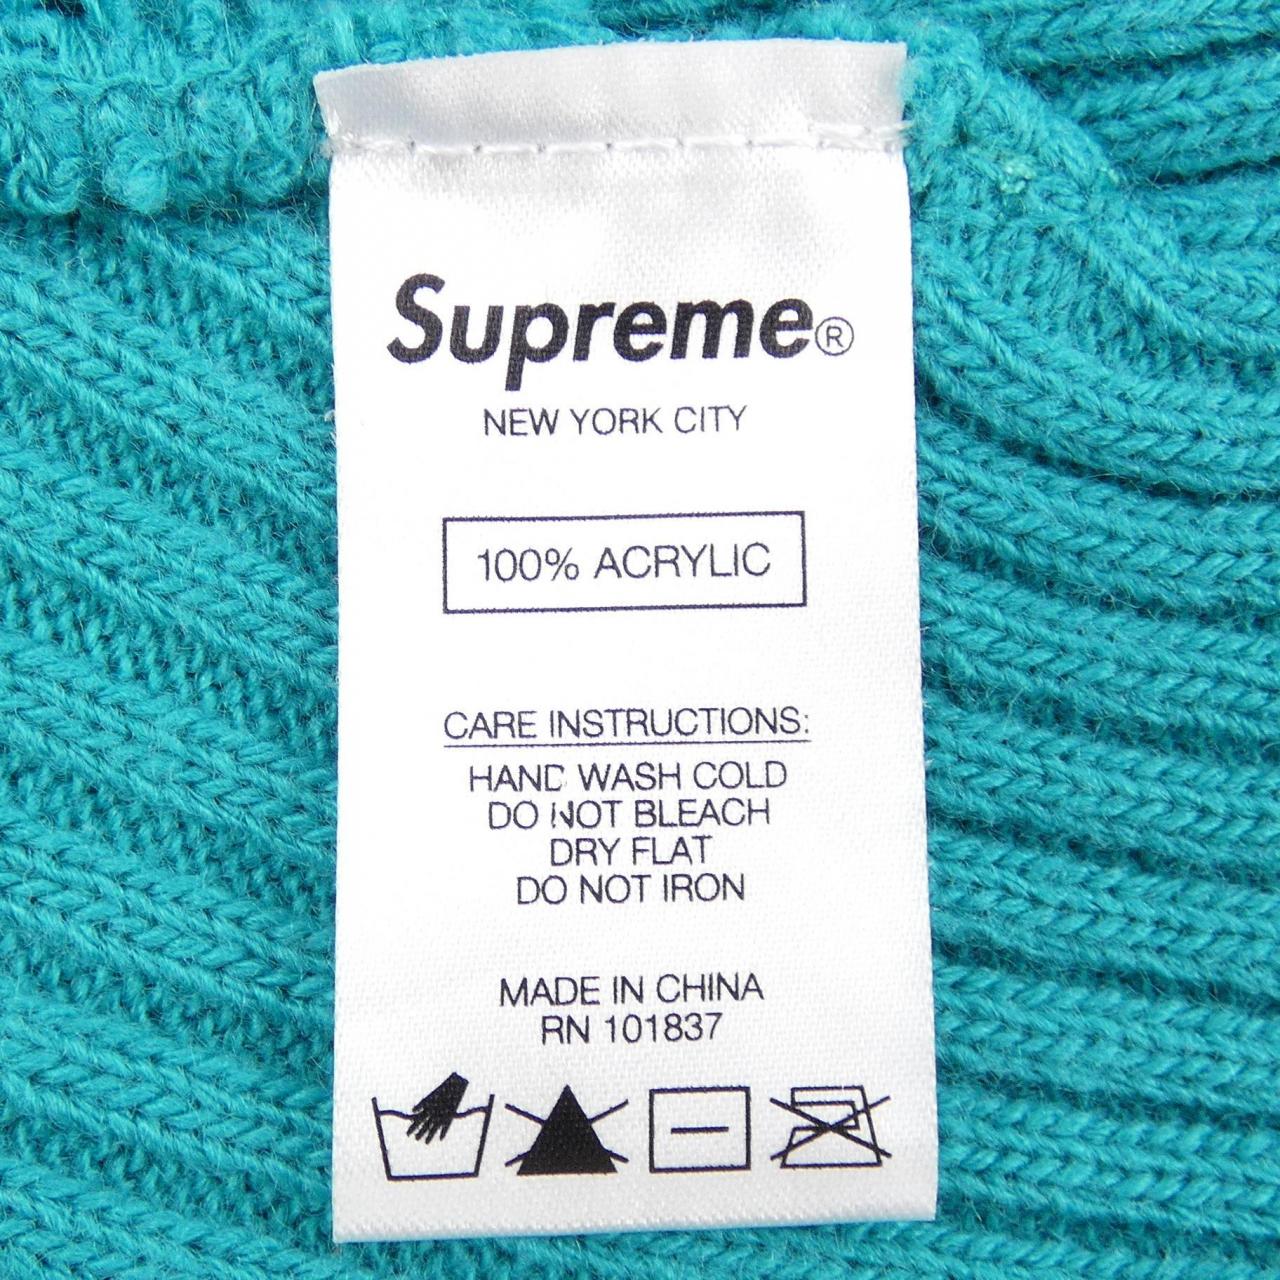 Supreme®
NEW YORK CITY
100% ACRYLIC
CARE INSTRUCTIONS:
HAND WASH COLD
DO NOT BLEACH
DRY FLAT
DO NOT IRON
MADE IN CHINA
RN 101837